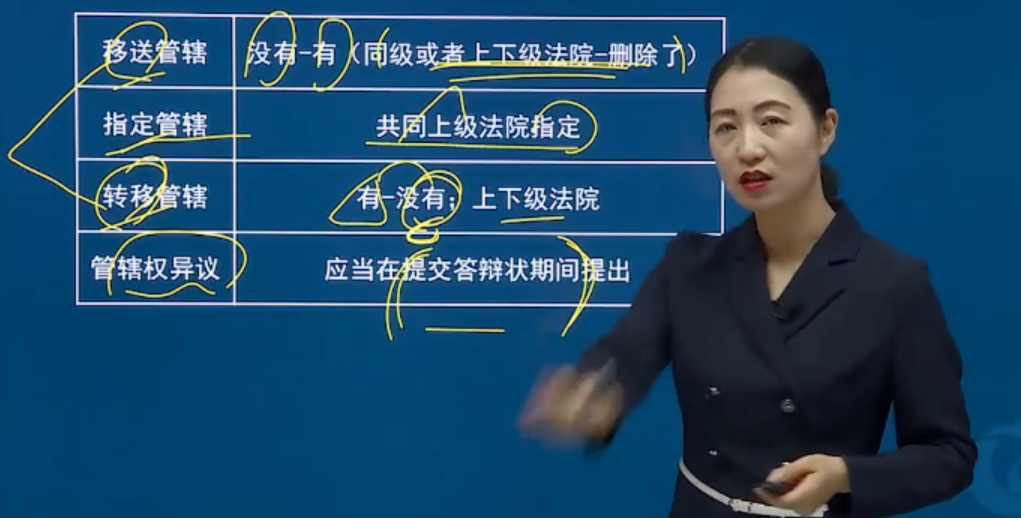 移送管辖 没有-有（同级或者上下级法院-删除了）
指定管辖 共同上级法院指定
转移管辖 有-没有；上下级法院
管辖权异议 应当在提交答辩状期间提出